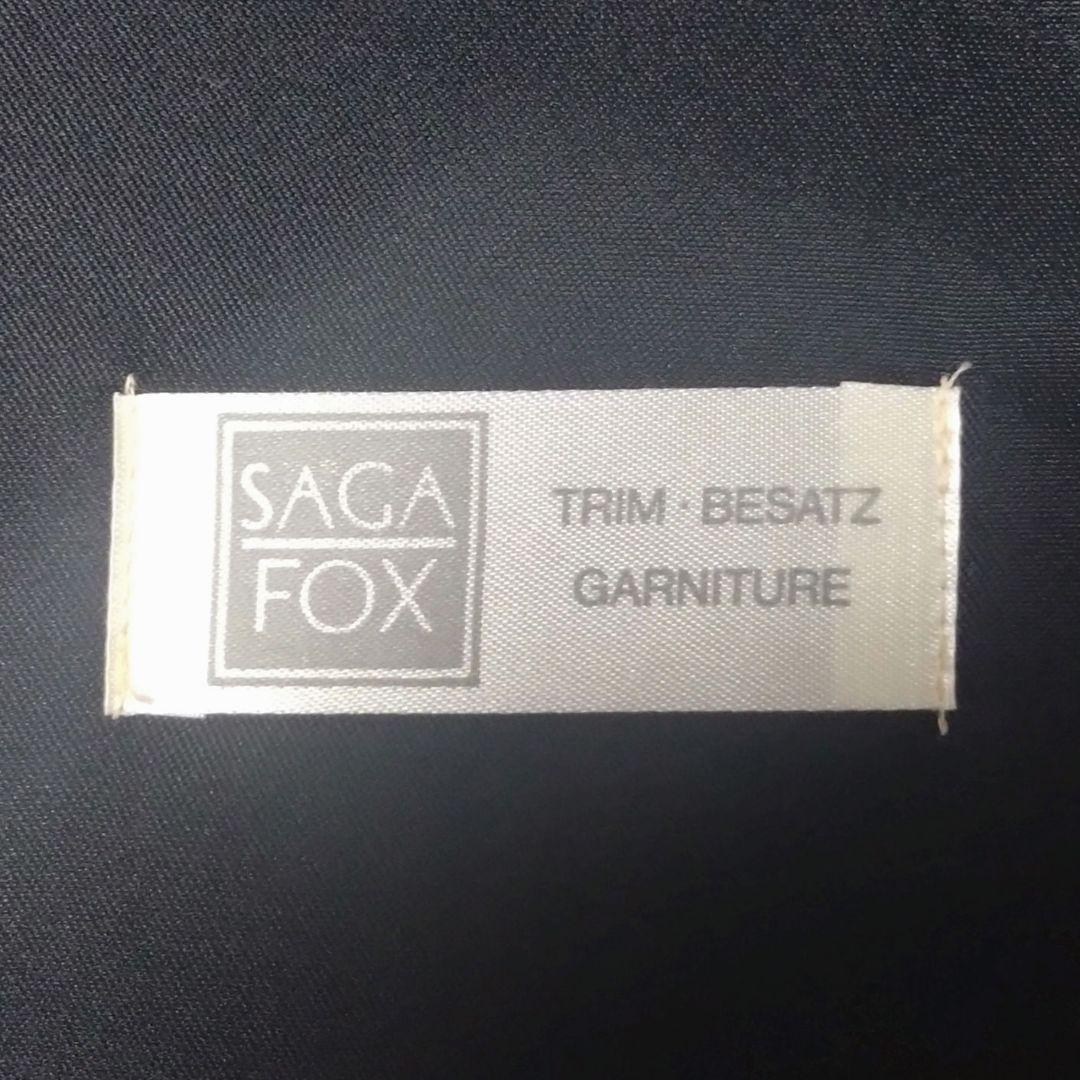 SAGA
FOX
TRIM · BESATZ
GARNITURE